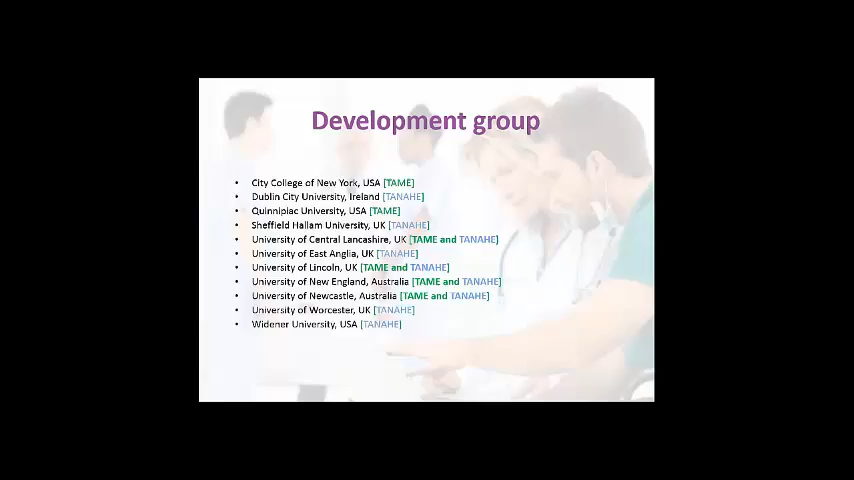 Development group
• City College of New York, USA [TAME]
• Dublin City University, Ireland [TANAHE]
• Quinnipiac University, USA [TAME]
• Sheffield Hallam University, UK [TANAHE]
• University of Central Lancashire, UK [TAME and TANAHE]
• University of East Anglia, UK [TANAHE]
• University of Lincoln, UK [TAME and TANAHE]
• University of New England, Australia [TAME and TANAHE]
• University of Newcastle, Australia [TAME and TANAHE]
• University of Worcester, UK [TANAHE]
• Widener University, USA [TANAHE]